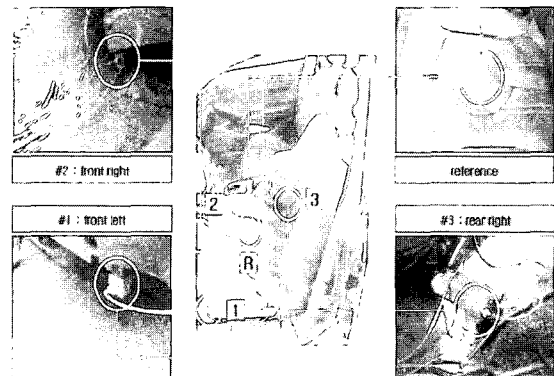 #2 : front right
reference
#1 : front left
#3 : rear right
2
3
R
1